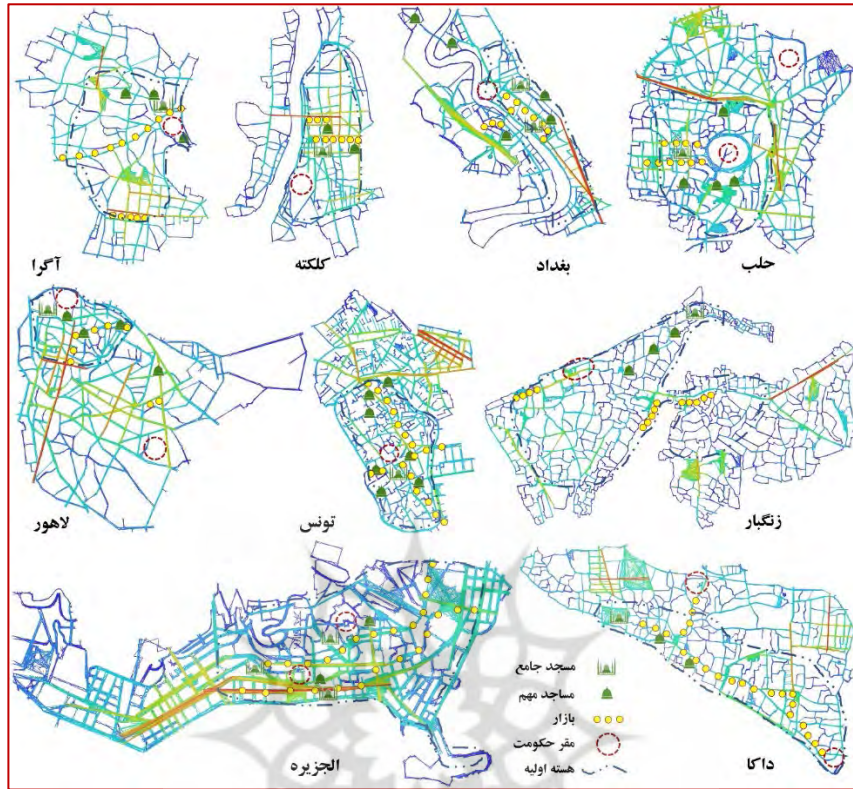 آگرا
کلکته
بغداد
حلب
لاهور
تونس
زنگبار
مسجد جامع
مساجد مهم
بازار
مقر حکومت
هسته اولیه
الجزیره
داکا